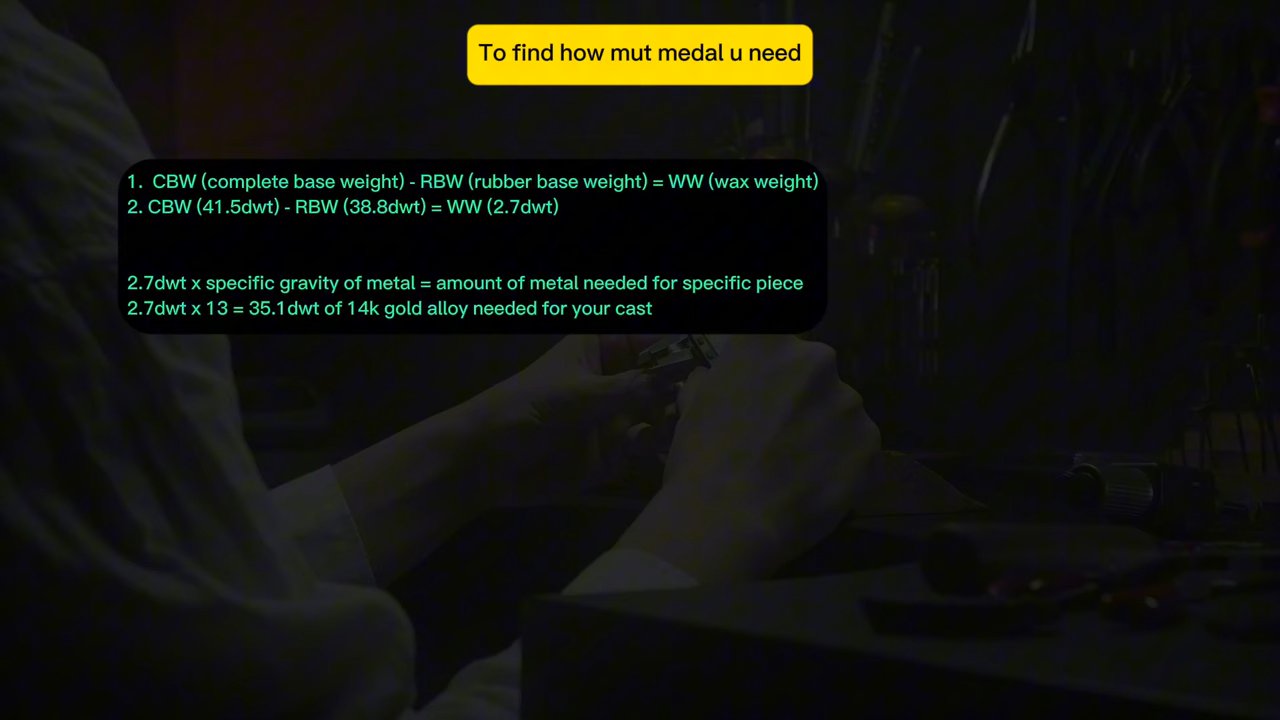 To find how mut medal u need
1. CBW (complete base weight) - RBW (rubber base weight) = WW (wax weight)
2. CBW (41.5dwt) - RBW (38.8dwt) = WW (2.7dwt)
2.7dwt x specific gravity of metal = amount of metal needed for specific piece
2.7dwt x 13 = 35.1dwt of 14k gold alloy needed for your cast